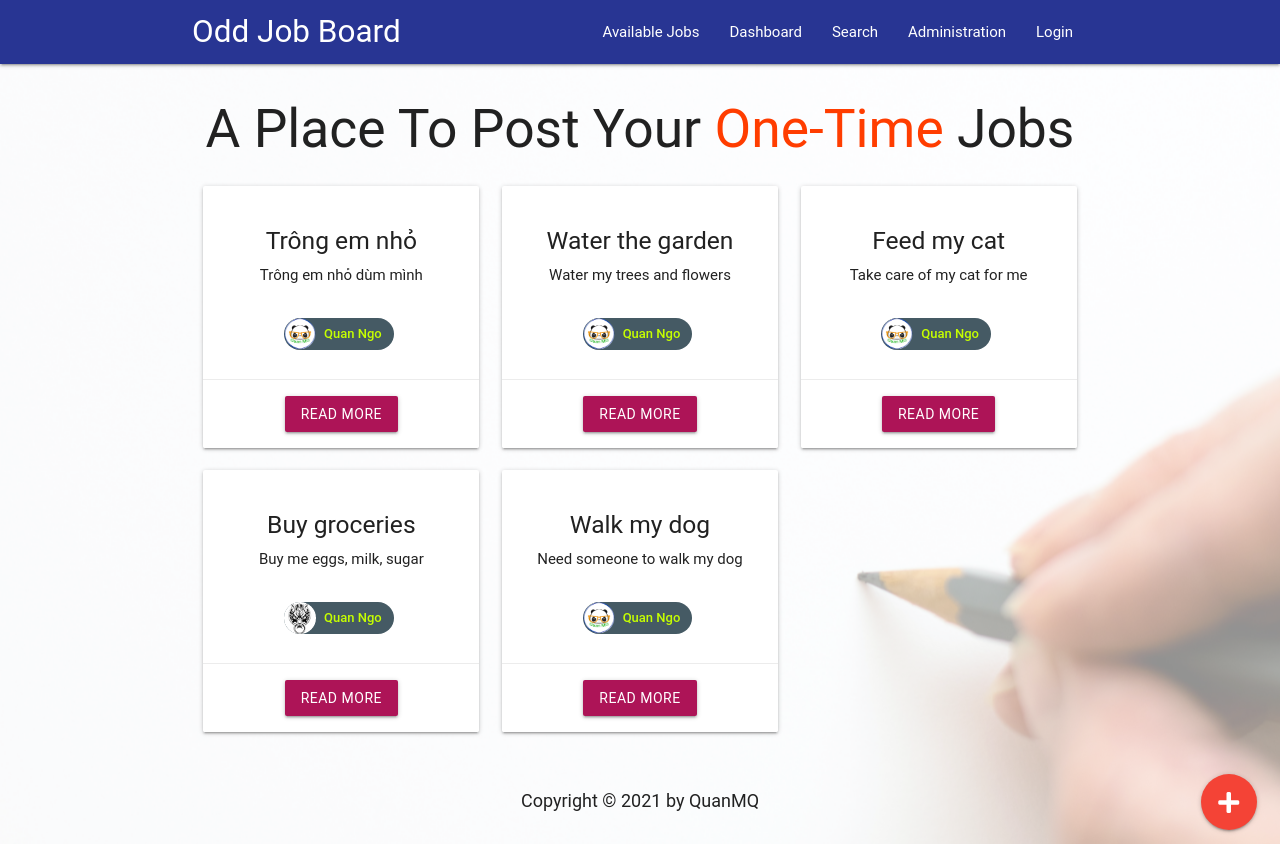 Odd Job Board
Available Jobs
Dashboard
Search
Administration
Login
A Place To Post Your One-Time Jobs
Trông em nhỏ
Trông em nhỏ dùm mình
Quan Ngo
READ MORE
Water the garden
Water my trees and flowers
Quan Ngo
READ MORE
Feed my cat
Take care of my cat for me
Quan Ngo
READ MORE
Buy groceries
Buy me eggs, milk, sugar
Quan Ngo
READ MORE
Walk my dog
Need someone to walk my dog
Quan Ngo
READ MORE
Copyright © 2021 by QuanMQ